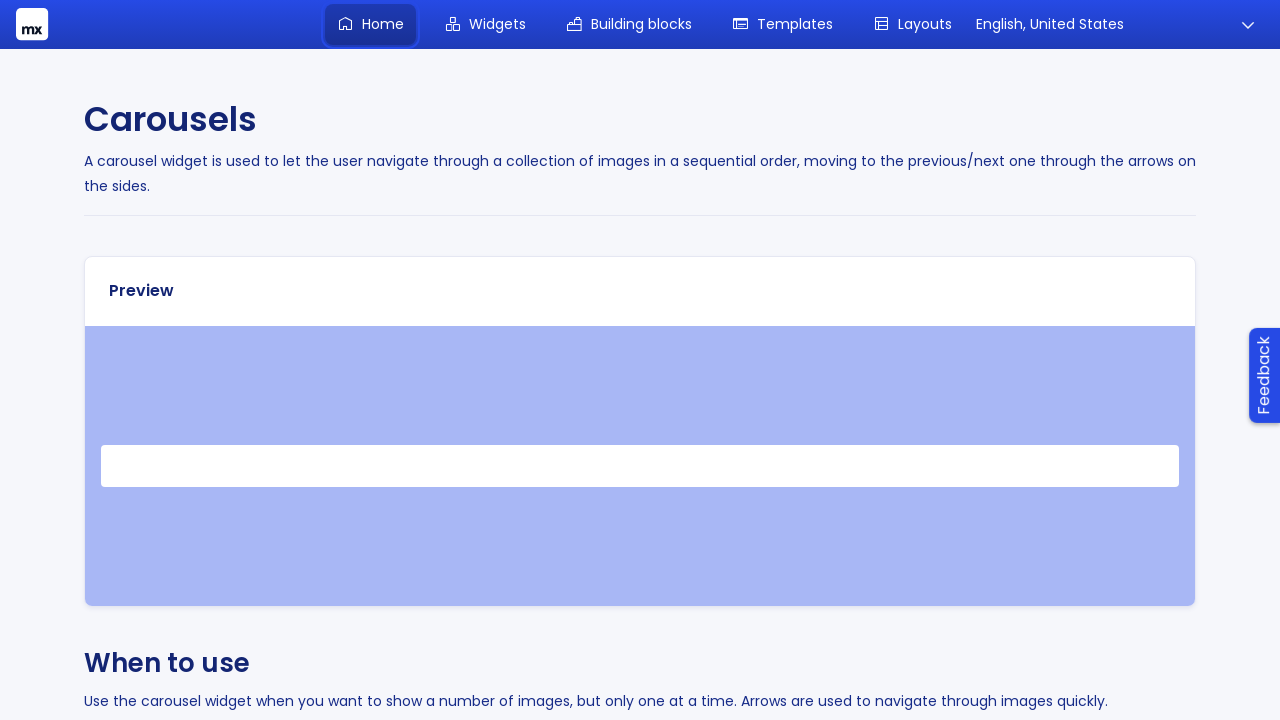 mx
Home
Widgets
Building blocks
Templates
Layouts
English, United States
Carousels
A carousel widget is used to let the user navigate through a collection of images in a sequential order, moving to the previous/next one through the arrows on
the sides.
Preview
Feedback
When to use
Use the carousel widget when you want to show a number of images, but only one at a time. Arrows are used to navigate through images quickly.